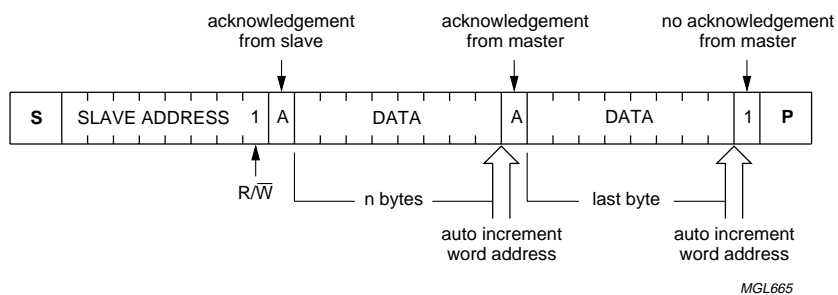 acknowledgement
from slave
acknowledgement
from master
no acknowledgement
from master
S SLAVE ADDRESS 1 A DATA A DATA 1 P
R/W̅
n bytes
last byte
auto increment
word address
auto increment
word address
MGL665